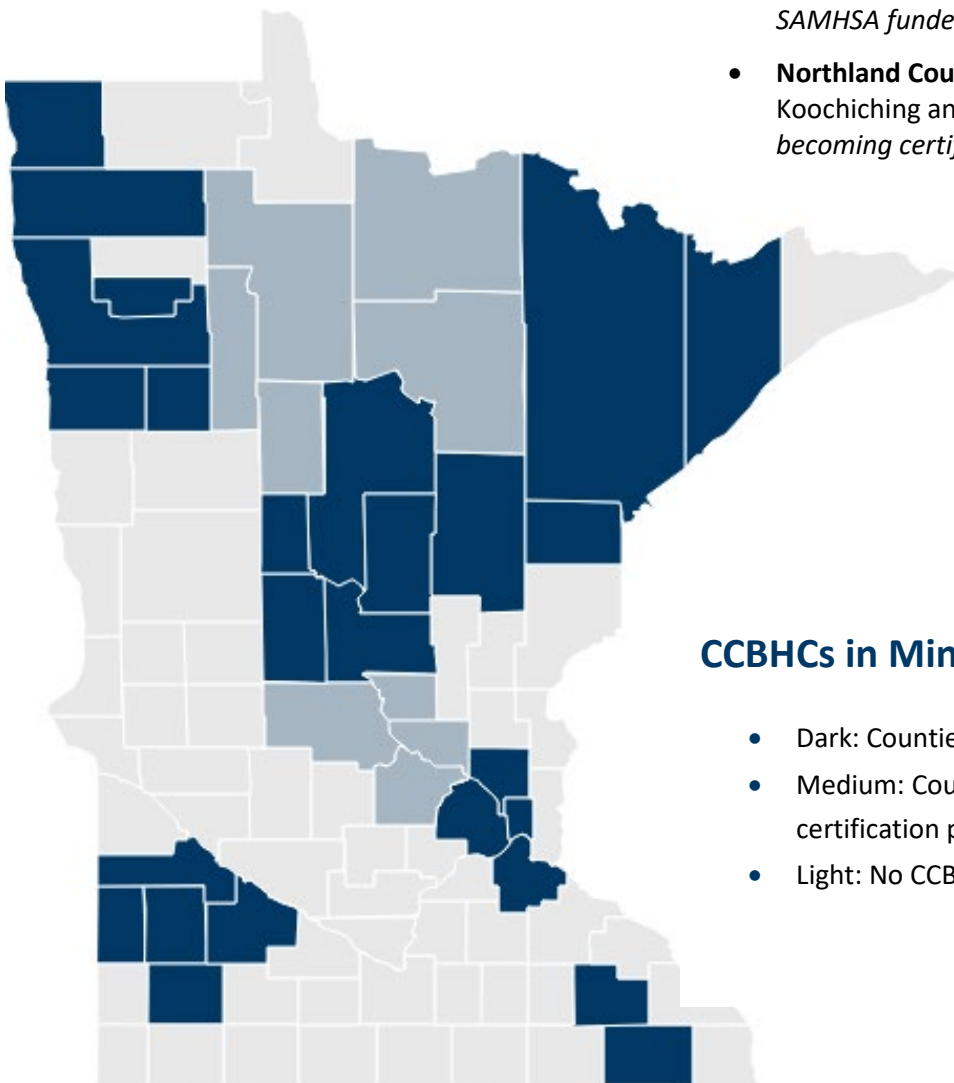 SAMHSA funde
• Northland Cou
Koochiching an
becoming certif
CCBHCs in Min
• Dark: Countie
• Medium: Cou
certification p
• Light: No CCB